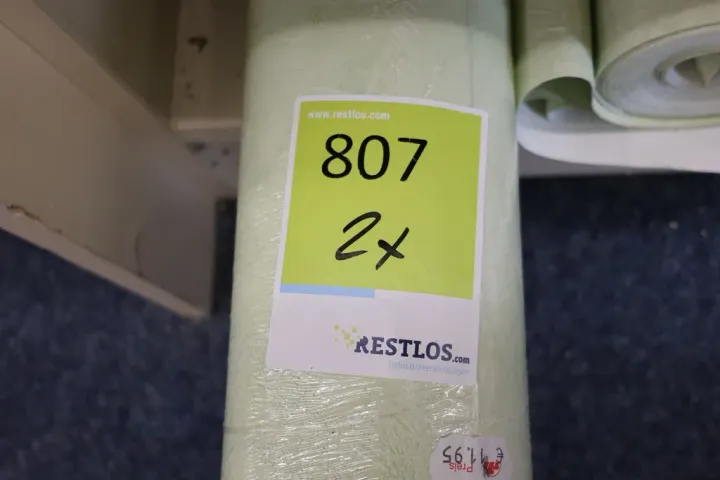 www.restlos.com
807
2x
RESTLOS.com
Preis
€ 11,95